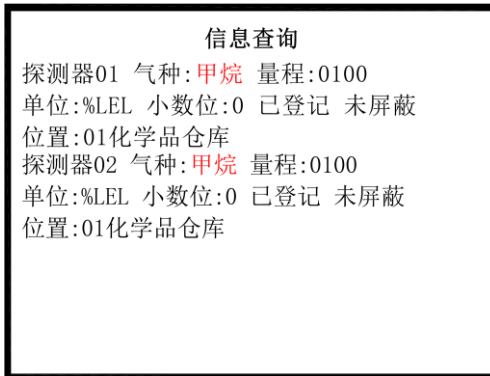 信息查询
探测器01 气种:甲烷 量程:0100
单位:%LEL 小数位:0 已登记 未屏蔽
位置:01化学品仓库
探测器02 气种:甲烷 量程:0100
单位:%LEL 小数位:0 已登记 未屏蔽
位置:01化学品仓库